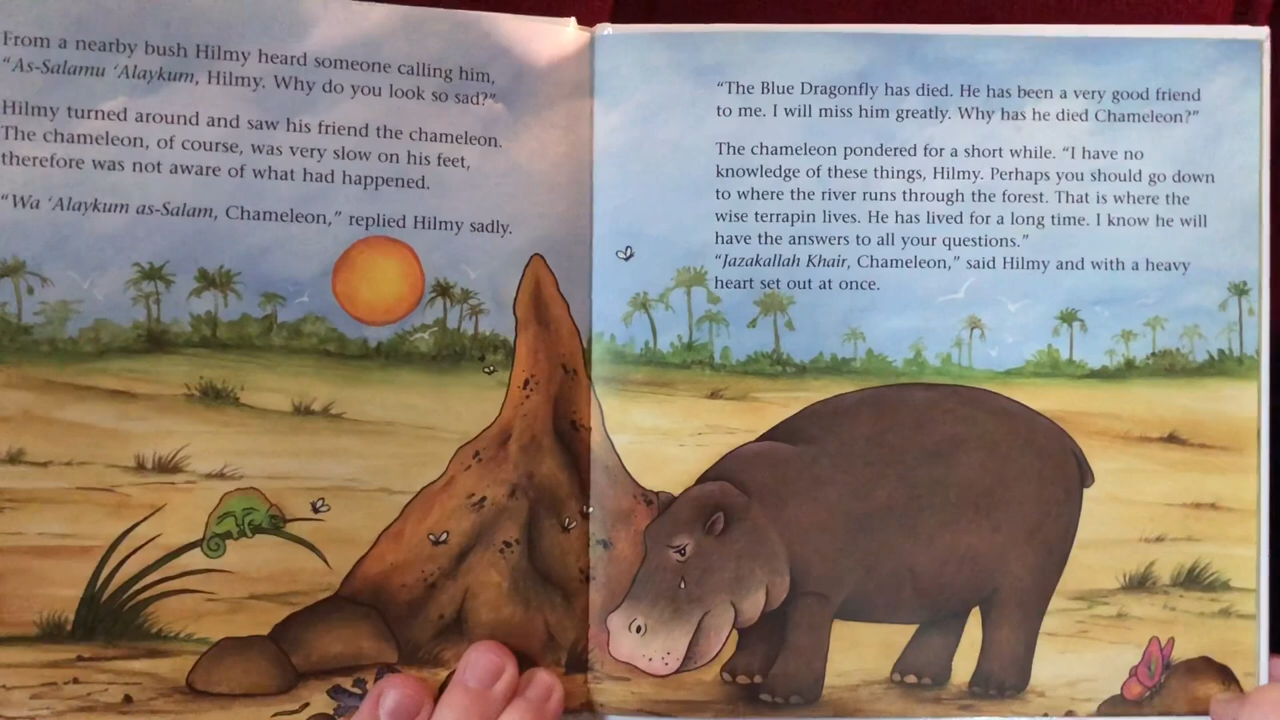 From a nearby bush Hilmy heard someone calling him,
“As-Salamu ‘Alaykum, Hilmy. Why do you look so sad?”
Hilmy turned around and saw his friend the chameleon.
The chameleon, of course, was very slow on his feet,
therefore was not aware of what had happened.
“Wa ‘Alaykum as-Salam, Chameleon,” replied Hilmy sadly.
“The Blue Dragonfly has died. He has been a very good friend
to me. I will miss him greatly. Why has he died Chameleon?”
The chameleon pondered for a short while. “I have no
knowledge of these things, Hilmy. Perhaps you should go down
to where the river runs through the forest. That is where the
wise terrapin lives. He has lived for a long time. I know he will
have the answers to all your questions.”
“Jazakallah Khair, Chameleon,” said Hilmy and with a heavy
heart set out at once.